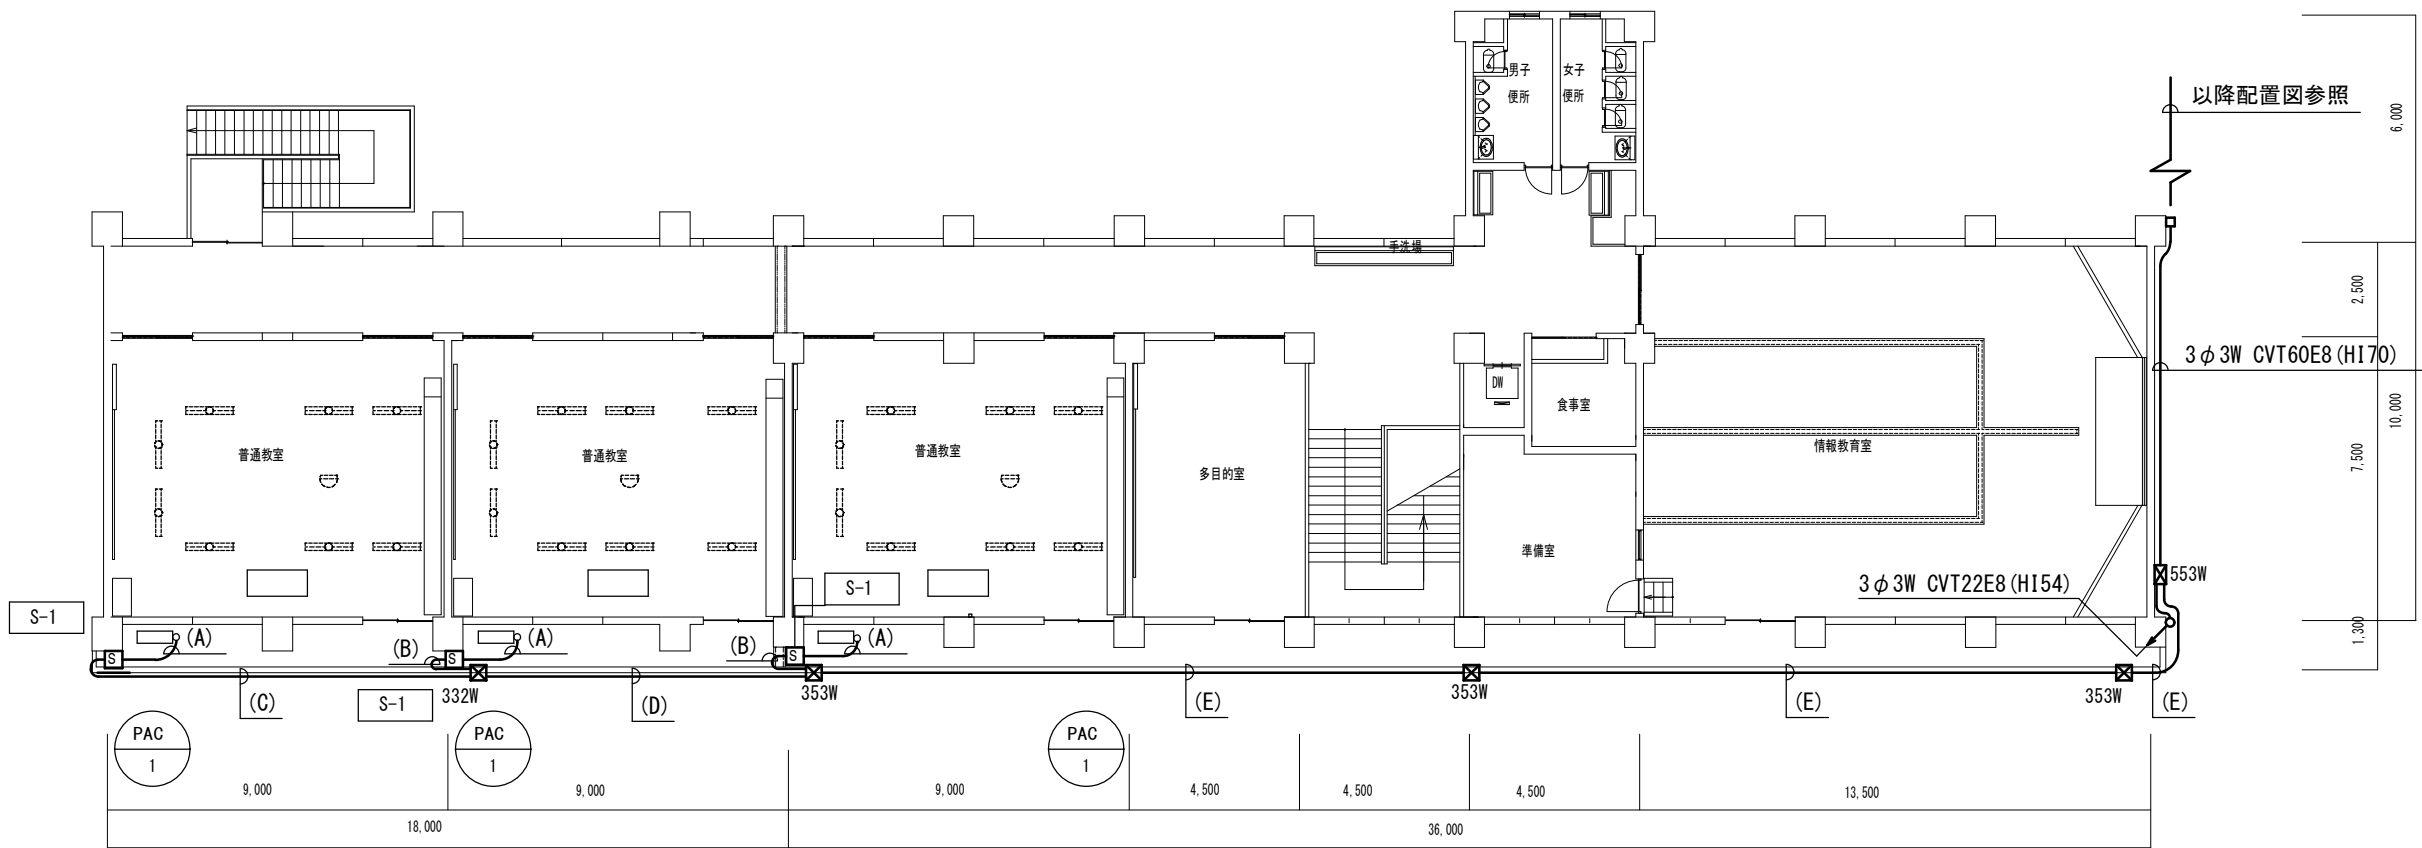 男子
便所
女子
便所
以降配置図参照
6,000
手洗場
2,500
3φ3W CVT60E8(HI70)
DW
食事室
10,000
普通教室
普通教室
普通教室
多目的室
情報教育室
7,500
準備室
3φ3W CVT22E8(HI54)
553W
S-1
S-1
(A)
(A)
(A)
(B)
(B)
1,300
S
S
S
332W
353W
353W
353W
S-1
(C)
(D)
(E)
(E)
(E)
PAC
1
PAC
1
PAC
1
9,000
9,000
9,000
4,500
4,500
4,500
13,500
18,000
36,000